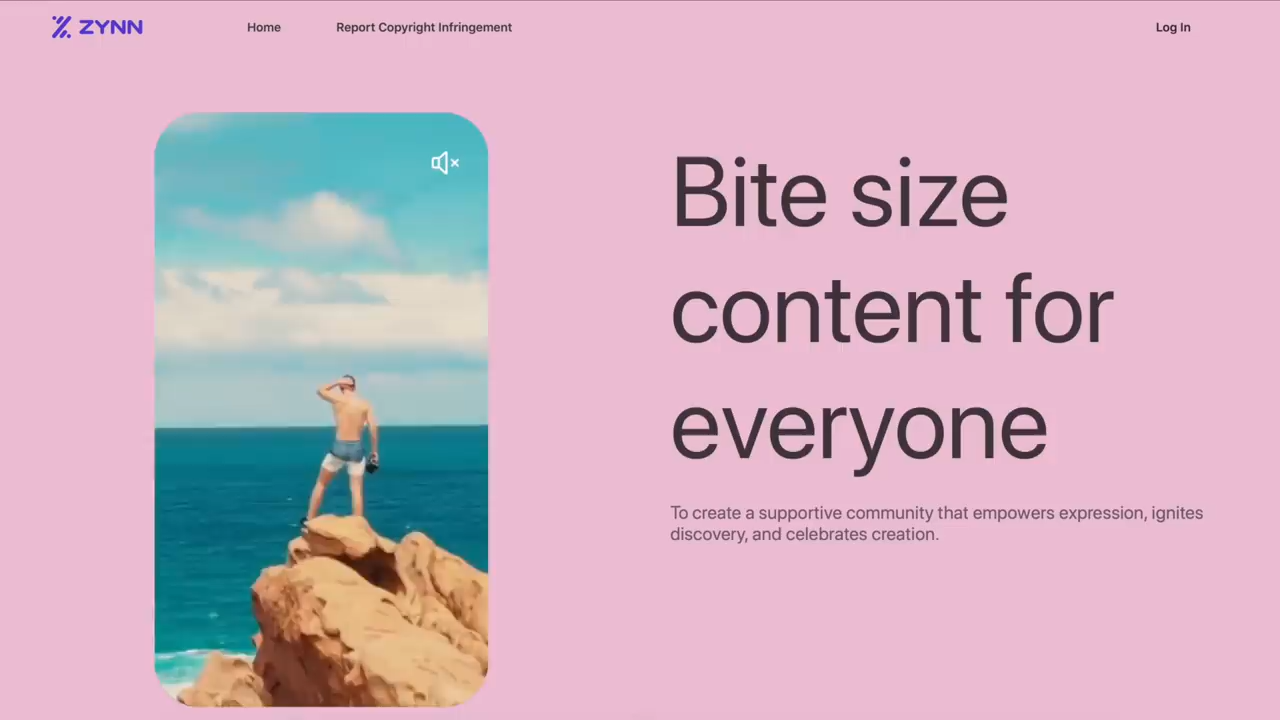 ZYNN
Home
Report Copyright Infringement
Log In
Bite size
content for
everyone
To create a supportive community that empowers expression, ignites
discovery, and celebrates creation.